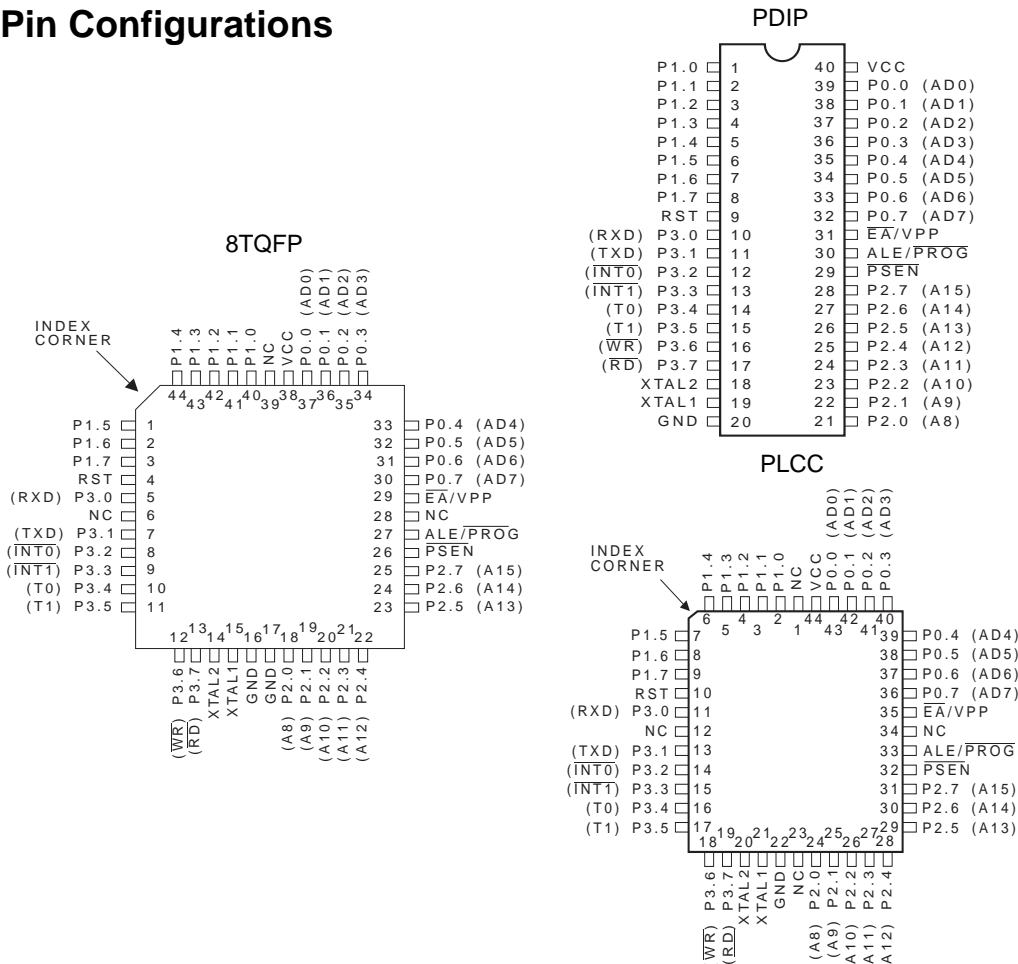 Pin Configurations
PDIP
P1.0 1 40 VCC
P1.1 2 39 P0.0 (AD0)
P1.2 3 38 P0.1 (AD1)
P1.3 4 37 P0.2 (AD2)
P1.4 5 36 P0.3 (AD3)
P1.5 6 35 P0.4 (AD4)
P1.6 7 34 P0.5 (AD5)
P1.7 8 33 P0.6 (AD6)
RST 9 32 P0.7 (AD7)
(RXD) P3.0 10 31 EA/VPP
(TXD) P3.1 11 30 ALE/PROG
(INT0) P3.2 12 29 PSEN
(INT1) P3.3 13 28 P2.7 (A15)
(T0) P3.4 14 27 P2.6 (A14)
(T1) P3.5 15 26 P2.5 (A13)
(WR) P3.6 16 25 P2.4 (A12)
(RD) P3.7 17 24 P2.3 (A11)
XTAL2 18 23 P2.2 (A10)
XTAL1 19 22 P2.1 (A9)
GND 20 21 P2.0 (A8)
8TQFP
INDEX
CORNER
P1.4
P1.3
P1.2
P1.1
P1.0
NC
VCC
P0.0 (AD0)
P0.1 (AD1)
P0.2 (AD2)
P0.3 (AD3)
44 43 42 41 40 39 38 37 36 35 34
P1.5 1 33 P0.4 (AD4)
P1.6 2 32 P0.5 (AD5)
P1.7 3 31 P0.6 (AD6)
RST 4 30 P0.7 (AD7)
(RXD) P3.0 5 29 EA/VPP
NC 6 28 NC
(TXD) P3.1 7 27 ALE/PROG
(INT0) P3.2 8 26 PSEN
(INT1) P3.3 9 25 P2.7 (A15)
(T0) P3.4 10 24 P2.6 (A14)
(T1) P3.5 11 23 P2.5 (A13)
12 13 14 15 16 17 18 19 20 21 22
(WR) P3.6
(RD) P3.7
XTAL2
XTAL1
GND
GND
(A8) P2.0
(A9) P2.1
(A10) P2.2
(A11) P2.3
(A12) P2.4
PLCC
INDEX
CORNER
P1.4
P1.3
P1.2
P1.1
P1.0
NC
VCC
P0.0 (AD0)
P0.1 (AD1)
P0.2 (AD2)
P0.3 (AD3)
6 5 4 3 2 1 44 43 42 41 40
P1.5 7 39 P0.4 (AD4)
P1.6 8 38 P0.5 (AD5)
P1.7 9 37 P0.6 (AD6)
RST 10 36 P0.7 (AD7)
(RXD) P3.0 11 35 EA/VPP
NC 12 34 NC
(TXD) P3.1 13 33 ALE/PROG
(INT0) P3.2 14 32 PSEN
(INT1) P3.3 15 31 P2.7 (A15)
(T0) P3.4 16 30 P2.6 (A14)
(T1) P3.5 17 29 P2.5 (A13)
18 19 20 21 22 23 24 25 26 27 28
WR) P3.6
(RD) P3.7
XTAL2
XTAL1
GND
NC
(A8) P2.0
(A9) P2.1
A10) P2.2
A11) P2.3
A12) P2.4